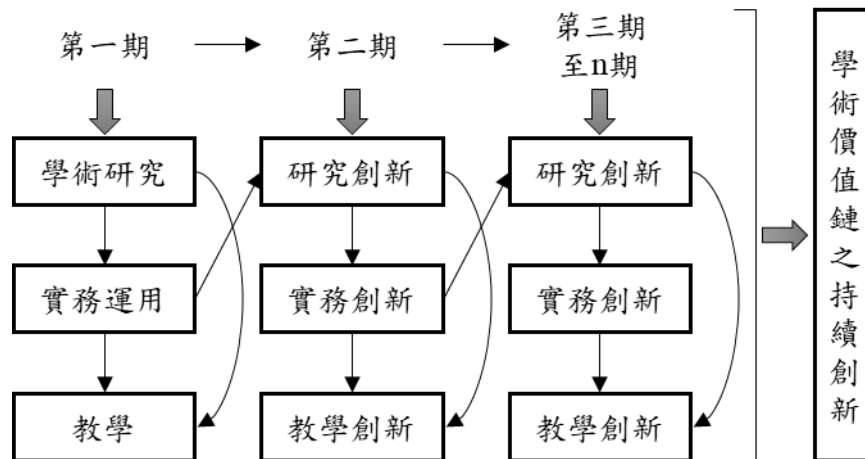 第一期
第二期
第三期
至n期
學術研究
研究創新
研究創新
實務運用
實務創新
實務創新
教學
教學創新
教學創新
學術價值鏈之持續創新